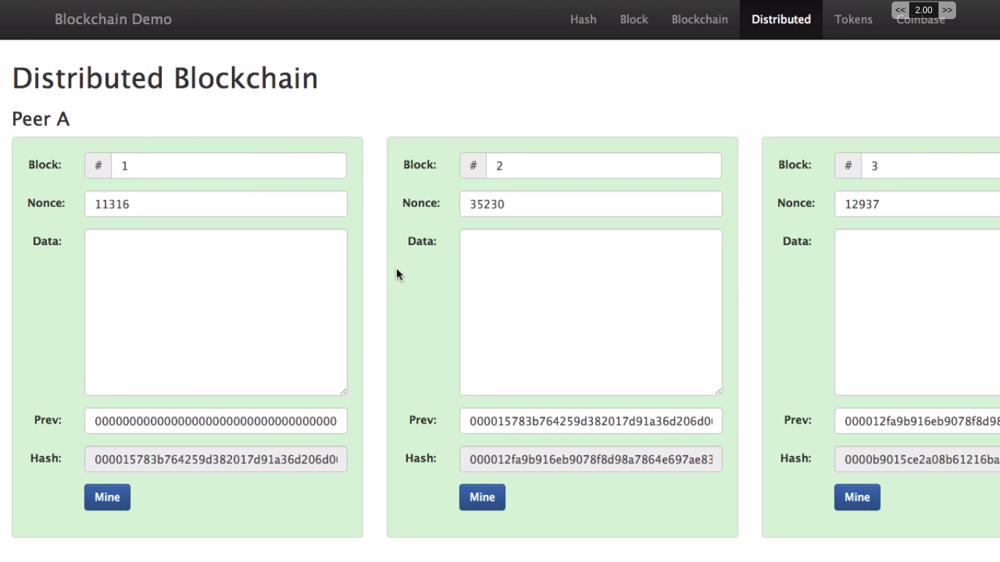 Blockchain Demo
Hash Block Blockchain Distributed Tokens Coinbase
<< 2.00 >>
Distributed Blockchain
Peer A
Block: # 1
Nonce: 11316
Data:
Prev: 0000000000000000000000000000000000
Hash: 000015783b764259d382017d91a36d206d0
Mine
Block: # 2
Nonce: 35230
Data:
Prev: 000015783b764259d382017d91a36d206d0
Hash: 000012fa9b916eb9078f8d98a7864e697ae83
Mine
Block: # 3
Nonce: 12937
Data:
Prev: 000012fa9b916eb9078f8d98
Hash: 0000b9015ce2a08b61216ba
Mine